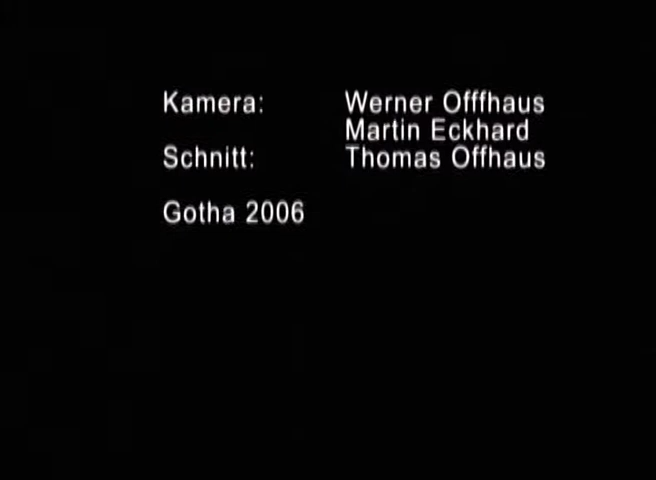 Kamera: Werner Offfhaus
Martin Eckhard
Schnitt: Thomas Offhaus
Gotha 2006